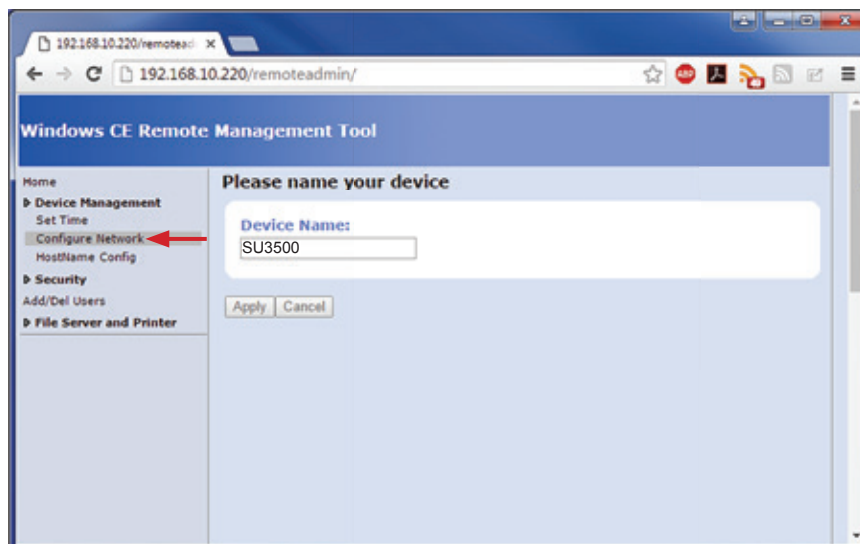 192.168.10.220/remotead
192.168.10.220/remoteadmin/
ABP
Windows CE Remote Management Tool
Home
Device Management
Set Time
Configure Network
HostName Config
Security
Add/Del Users
File Server and Printer
Please name your device
Device Name:
SU3500
Apply
Cancel